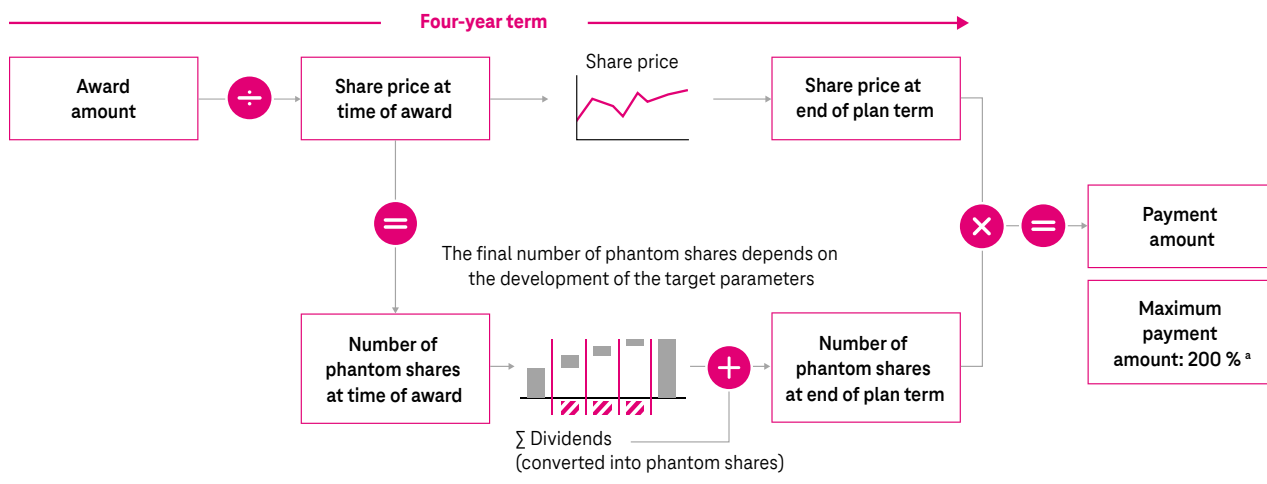 Four-year term
Award
amount
÷
Share price at
time of award
Share price
Share price at
end of plan term
=
×
=
Payment
amount
The final number of phantom shares depends on
the development of the target parameters
Maximum
payment
amount: 200 % a
Number of
phantom shares
at time of award
+
Number of
phantom shares
at end of plan term
∑ Dividends
(converted into phantom shares)